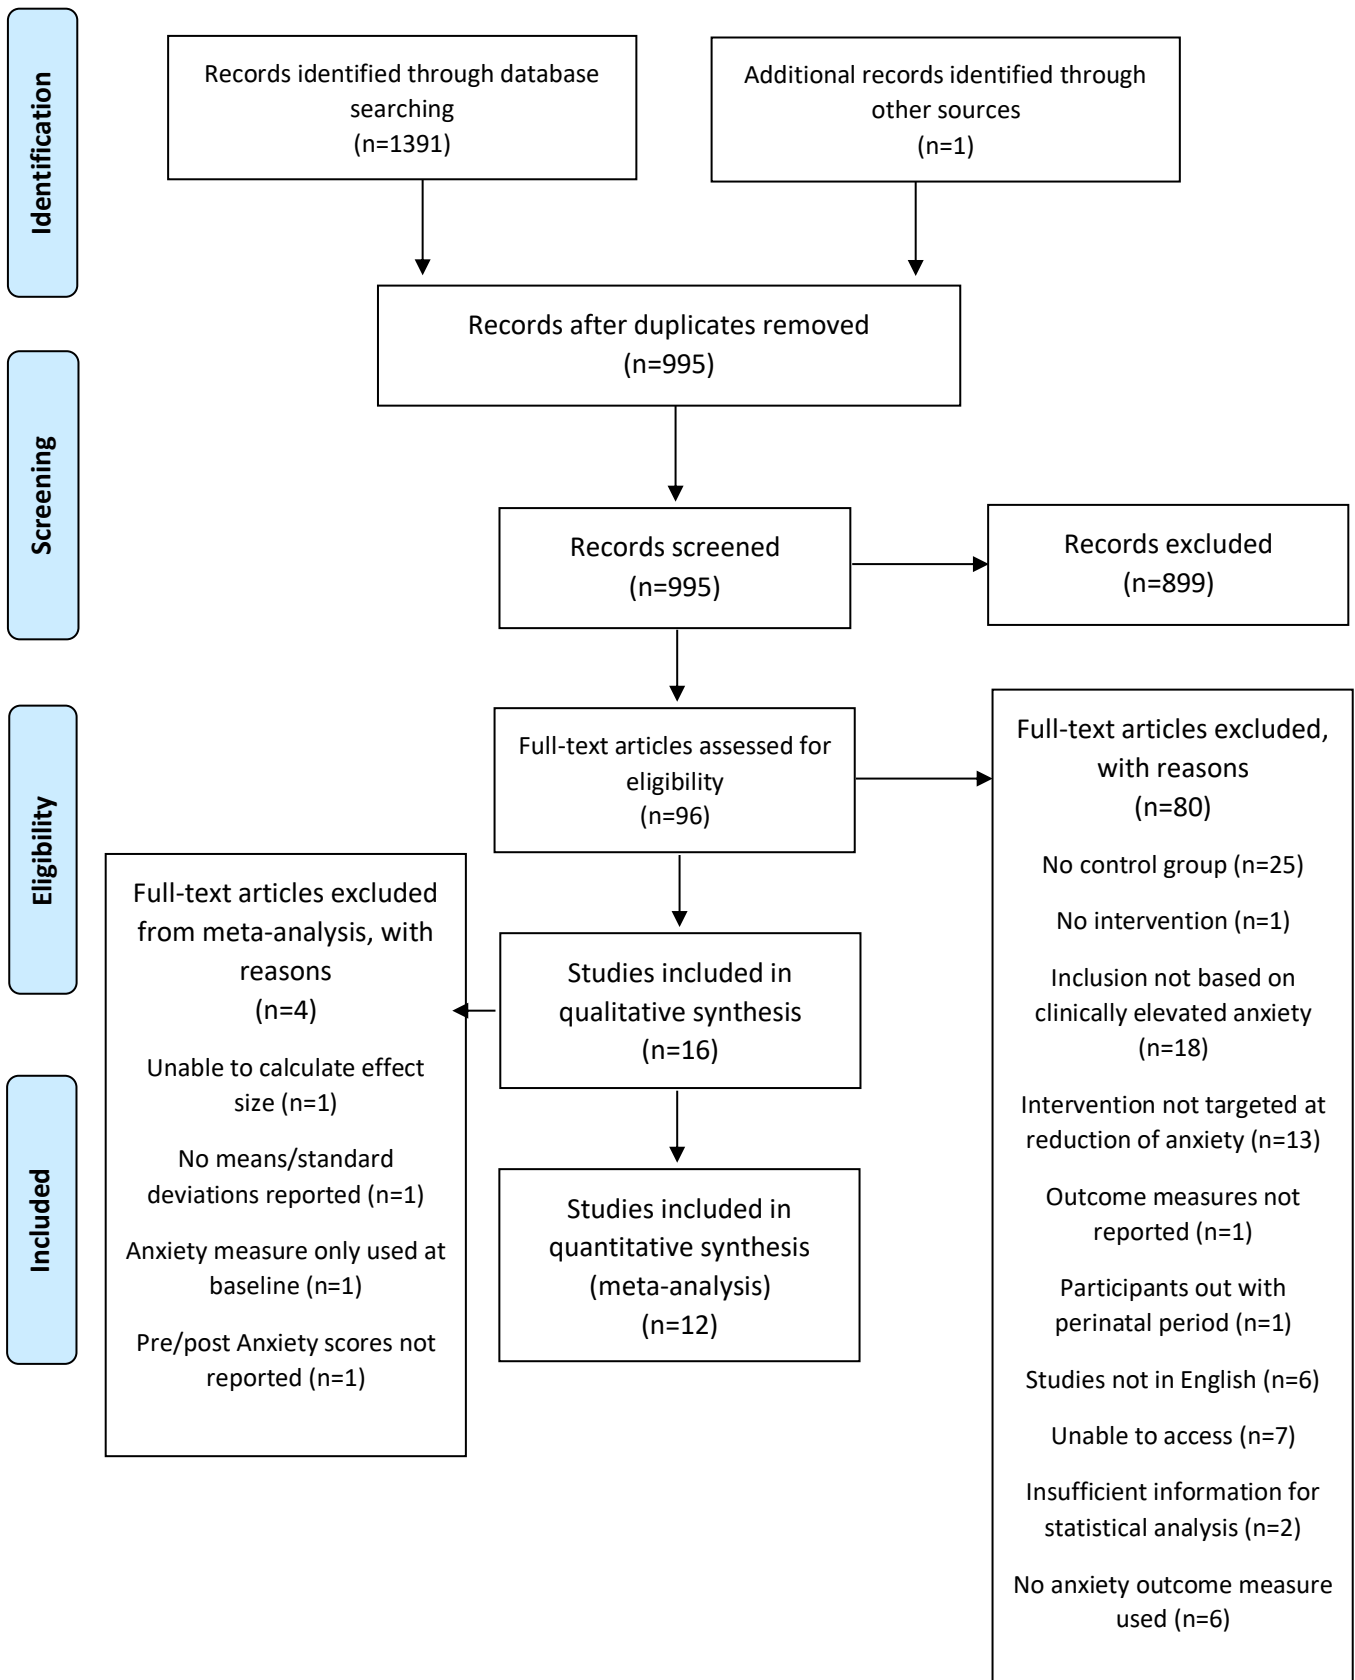 Identification
Records identified through database
searching
(n=1391)
Additional records identified through
other sources
(n=1)
Records after duplicates removed
(n=995)
Screening
Records screened
(n=995)
Records excluded
(n=899)
Eligibility
Full-text articles assessed for
eligibility
(n=96)
Full-text articles excluded,
with reasons
(n=80)
No control group (n=25)
No intervention (n=1)
Inclusion not based on
clinically elevated anxiety
(n=18)
Intervention not targeted at
reduction of anxiety (n=13)
Outcome measures not
reported (n=1)
Participants out with
perinatal period (n=1)
Studies not in English (n=6)
Unable to access (n=7)
Insufficient information for
statistical analysis (n=2)
No anxiety outcome measure
used (n=6)
Full-text articles excluded
from meta-analysis, with
reasons
(n=4)
Unable to calculate effect
size (n=1)
No means/standard
deviations reported (n=1)
Anxiety measure only used at
baseline (n=1)
Pre/post Anxiety scores not
reported (n=1)
Studies included in
qualitative synthesis
(n=16)
Included
Studies included in
quantitative synthesis
(meta-analysis)
(n=12)